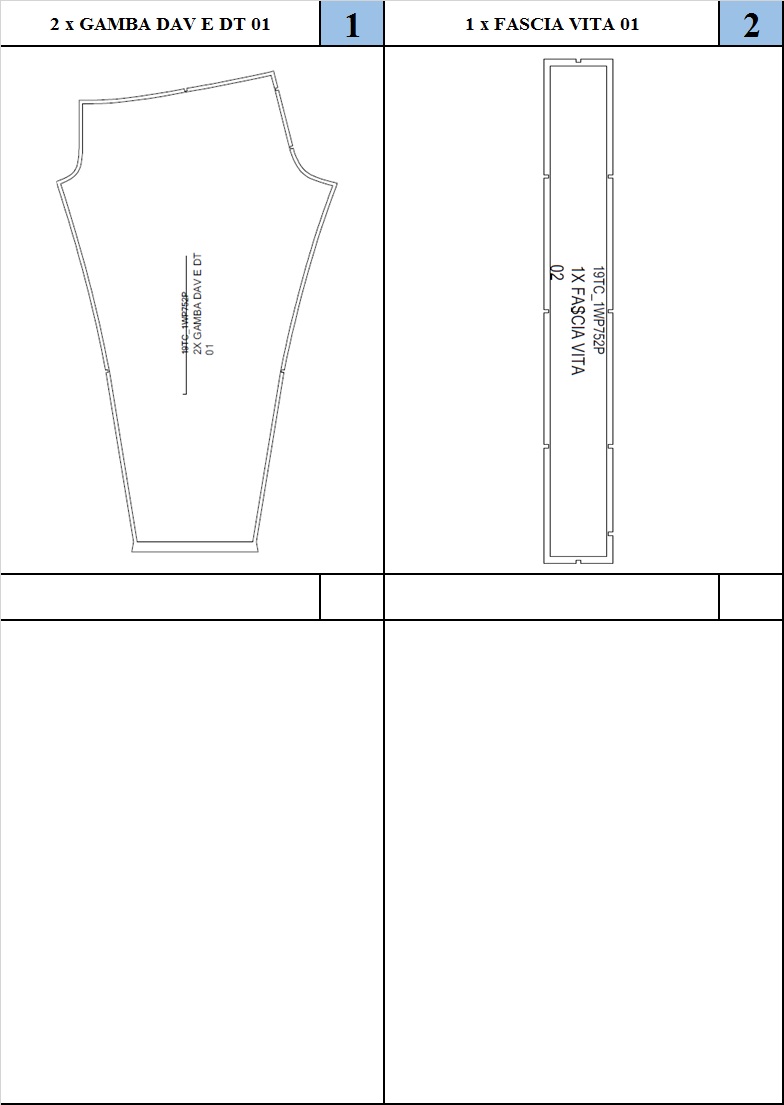 2 x GAMBA DAV E DT 01
1
1 x FASCIA VITA 01
2
19TC_1WP752P
2X GAMBA DAV E DT
01
19TC_1WP752P
1X FASCIA VITA
02